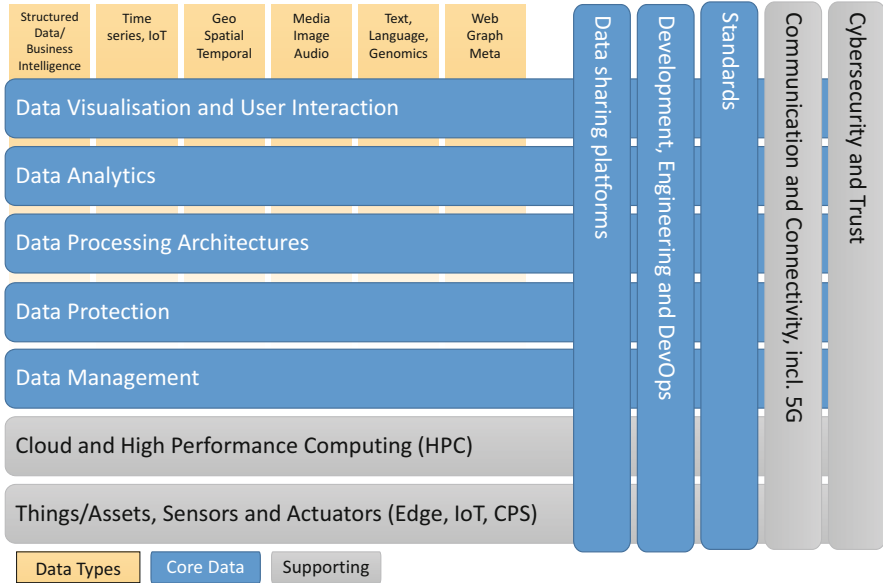 Structured
Data/
Business
Intelligence
Time
series, IoT
Geo
Spatial
Temporal
Media
Image
Audio
Text,
Language,
Genomics
Web
Graph
Meta
Data sharing platforms
Development, Engineering and DevOps
Standards
Communication and Connectivity, incl. 5G
Cybersecurity and Trust
Data Visualisation and User Interaction
Data Analytics
Data Processing Architectures
Data Protection
Data Management
Cloud and High Performance Computing (HPC)
Things/Assets, Sensors and Actuators (Edge, IoT, CPS)
Data Types
Core Data
Supporting